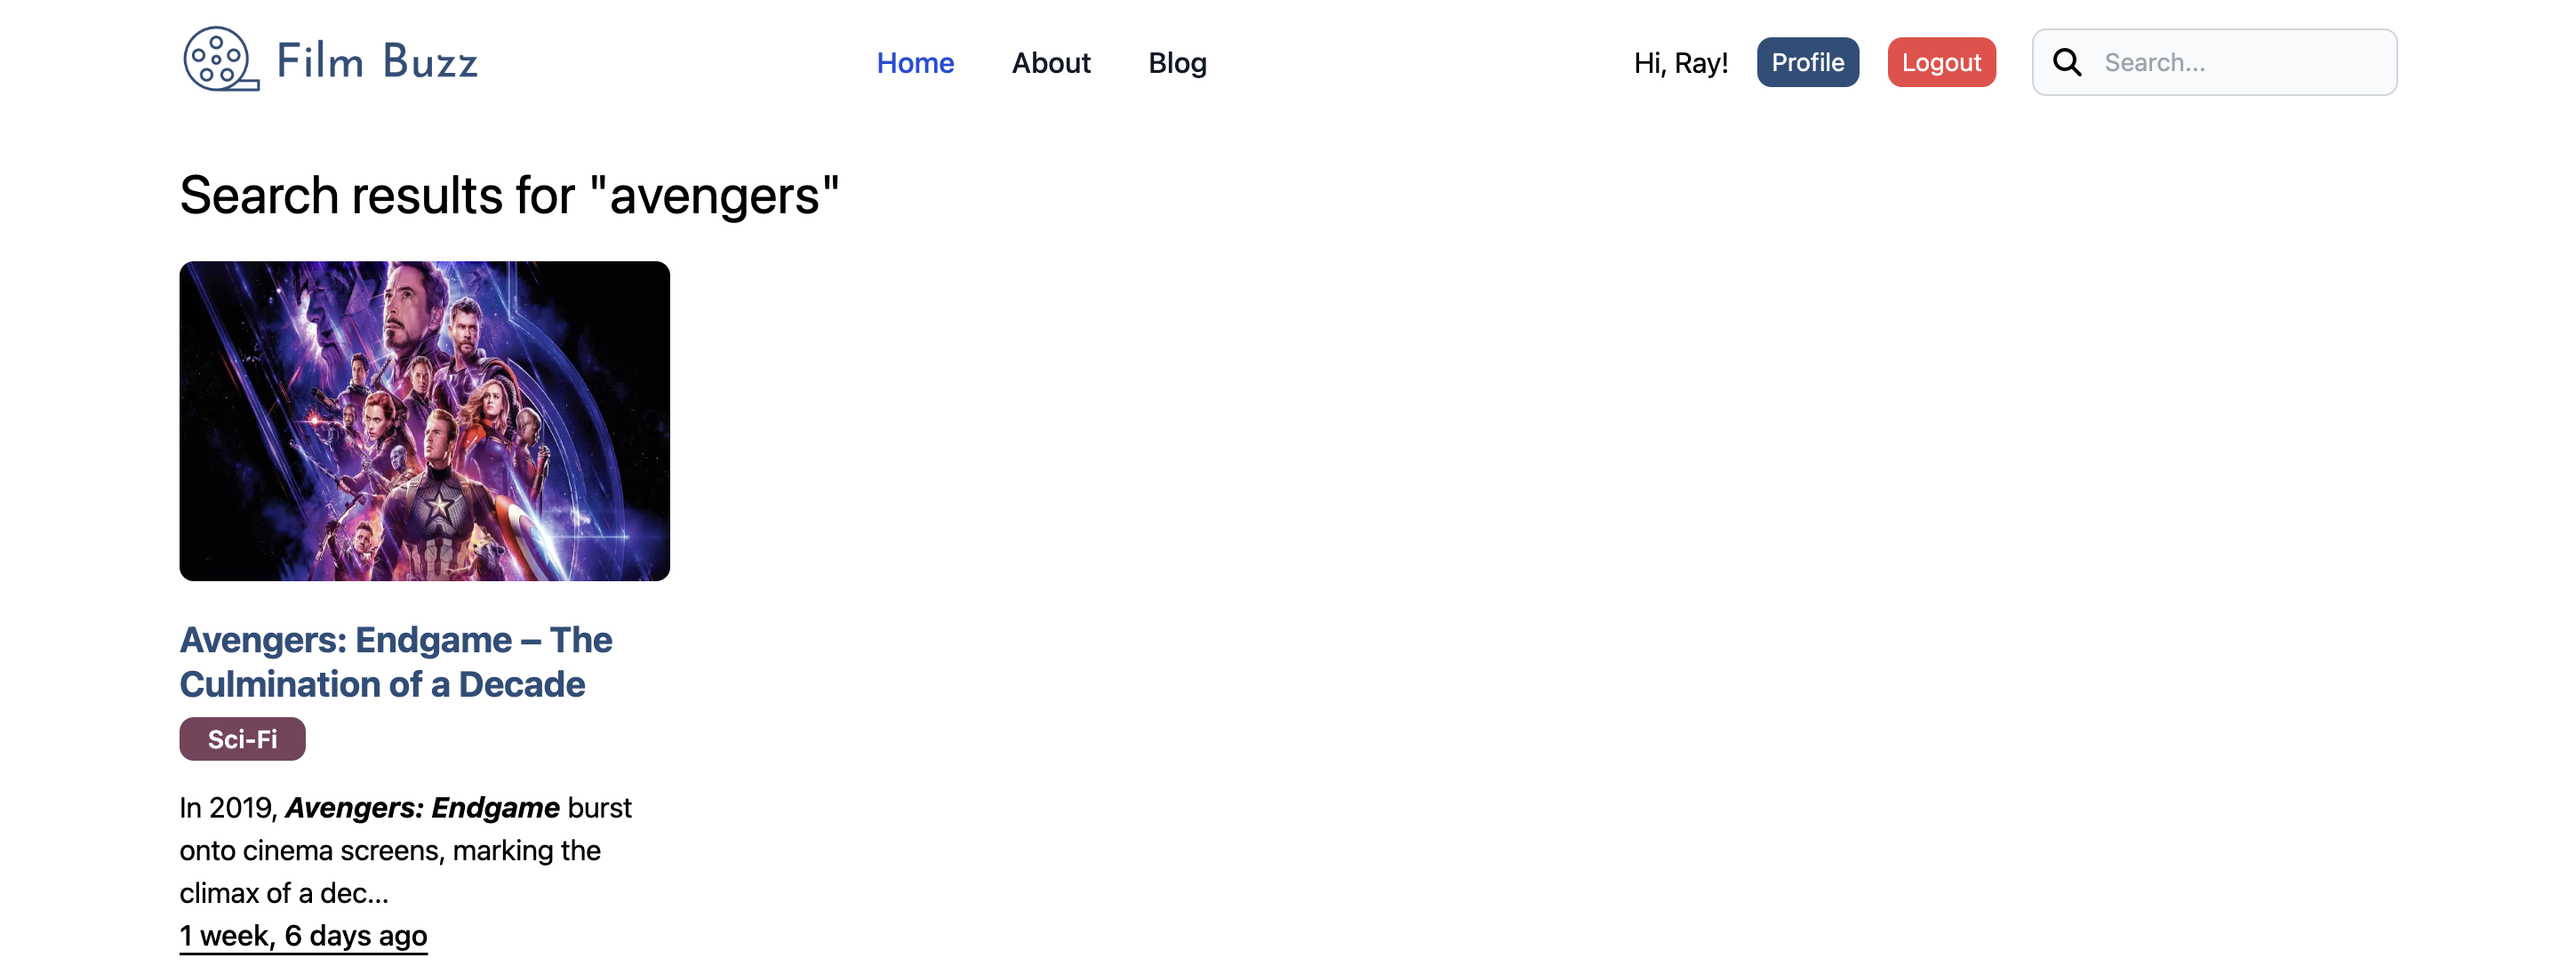 Film Buzz
Home About Blog
Hi, Ray! Profile Logout Search...
Search results for "avengers"
Avengers: Endgame – The
Culmination of a Decade
Sci-Fi
In 2019, Avengers: Endgame burst
onto cinema screens, marking the
climax of a dec...
1 week, 6 days ago